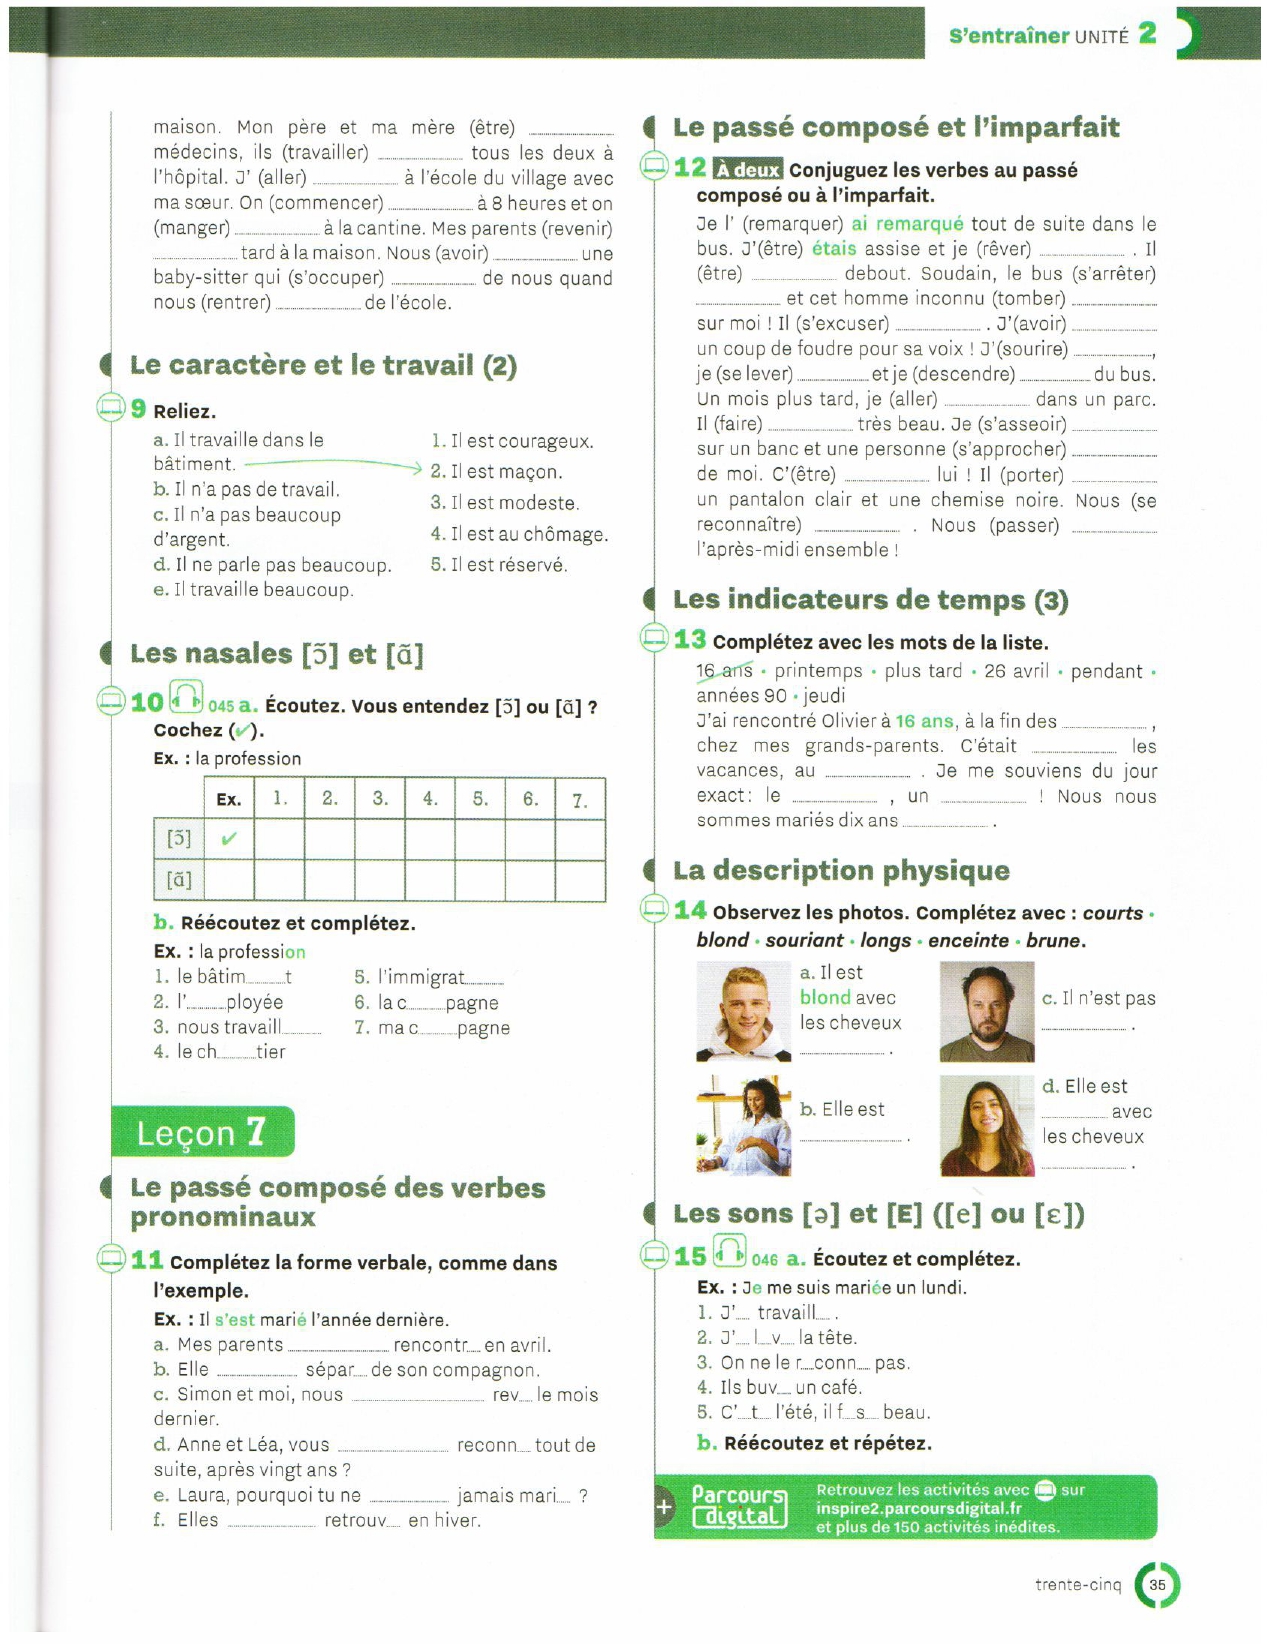 S'entraîner UNITÉ 2
maison. Mon père et ma mère (être) ............
médecins, ils (travailler) ............ tous les deux à
l'hôpital. J' (aller) ............ à l'école du village avec
ma sœur. On (commencer) ............ à 8 heures et on
(manger) ............ à la cantine. Mes parents (revenir)
............ tard à la maison. Nous (avoir) ............ une
baby-sitter qui (s'occuper) ............ de nous quand
nous (rentrer) ............ de l'école.
Le caractère et le travail (2)
9 Reliez.
a. Il travaille dans le
bâtiment.
b. Il n'a pas de travail.
c. Il n'a pas beaucoup
d'argent.
d. Il ne parle pas beaucoup.
e. Il travaille beaucoup.
1. Il est courageux.
2. Il est maçon.
3. Il est modeste.
4. Il est au chômage.
5. Il est réservé.
Les nasales [ɔ̃] et [ɑ̃]
10 045 a. Écoutez. Vous entendez [ɔ̃] ou [ɑ̃] ?
Cochez (✓).
Ex. : la profession
Ex. 1. 2. 3. 4. 5. 6. 7.
[ɔ̃] ✓
[ɑ̃]
b. Réécoutez et complétez.
Ex. : la profession
1. le bâtim............t
2. l'............ployée
3. nous travaill............
4. le ch............tier
5. l'immigrat............
6. la c............pagne
7. ma c............pagne
Leçon 7
Le passé composé des verbes
pronominaux
11 Complétez la forme verbale, comme dans
l'exemple.
Ex. : Il s'est marié l'année dernière.
a. Mes parents ............ rencontr.... en avril.
b. Elle ............ sépar.... de son compagnon.
c. Simon et moi, nous ............ rev.... le mois
dernier.
d. Anne et Léa, vous ............ reconn.... tout de
suite, après vingt ans ?
e. Laura, pourquoi tu ne ............ jamais mari.... ?
f. Elles ............ retrouv.... en hiver.
Le passé composé et l'imparfait
12 À deux Conjuguez les verbes au passé
composé ou à l'imparfait.
Je l' (remarquer) ai remarqué tout de suite dans le
bus. J'(être) étais assise et je (rêver) ............ . Il
(être) ............ debout. Soudain, le bus (s'arrêter)
............ et cet homme inconnu (tomber) ............
sur moi ! Il (s'excuser) ............ . J'(avoir) ............
un coup de foudre pour sa voix ! J'(sourire) ............,
je (se lever) ............ et je (descendre) ............ du bus.
Un mois plus tard, je (aller) ............ dans un parc.
Il (faire) ............ très beau. Je (s'asseoir) ............
sur un banc et une personne (s'approcher) ............
de moi. C'(être) ............ lui ! Il (porter) ............
un pantalon clair et une chemise noire. Nous (se
reconnaître) ............ . Nous (passer) ............
l'après-midi ensemble !
Les indicateurs de temps (3)
13 Complétez avec les mots de la liste.
16 ans • printemps • plus tard • 26 avril • pendant •
années 90 • jeudi
J'ai rencontré Olivier à 16 ans, à la fin des ............ ,
chez mes grands-parents. C'était ............ les
vacances, au ............ . Je me souviens du jour
exact: le ............ , un ............ ! Nous nous
sommes mariés dix ans ............ .
La description physique
14 Observez les photos. Complétez avec : courts •
blond • souriant • longs • enceinte • brune.
a. Il est
blond avec
les cheveux
............ .
c. Il n'est pas
............ .
b. Elle est
............ .
d. Elle est
............ avec
les cheveux
............ .
Les sons [ə] et [E] ([e] ou [ɛ])
15 046 a. Écoutez et complétez.
Ex. : Je me suis mariée un lundi.
1. J'.... travaill.... .
2. J'.... l....v.... la tête.
3. On ne le r....conn.... pas.
4. Ils buv.... un café.
5. C'....t.... l'été, il f....s.... beau.
b. Réécoutez et répétez.
+ Parcours
digital
Retrouvez les activités avec sur
inspire2.parcoursdigital.fr
et plus de 150 activités inédites.
trente-cinq 35